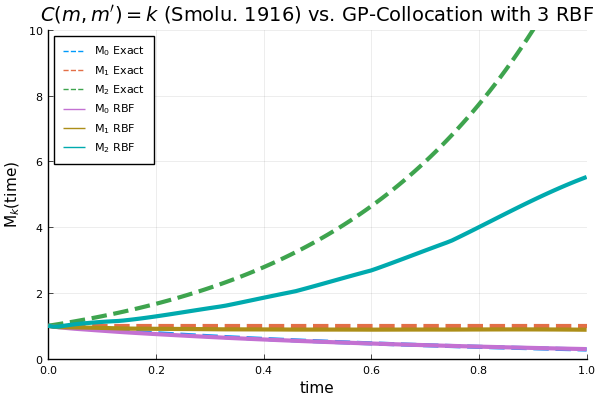 C(m, m′) = k (Smolu. 1916) vs. GP-Collocation with 3 RBF
M₀ Exact
M₁ Exact
M₂ Exact
M₀ RBF
M₁ RBF
M₂ RBF
Mₖ(time)
10
8
6
4
2
0
0.0 0.2 0.4 0.6 0.8 1.0
time